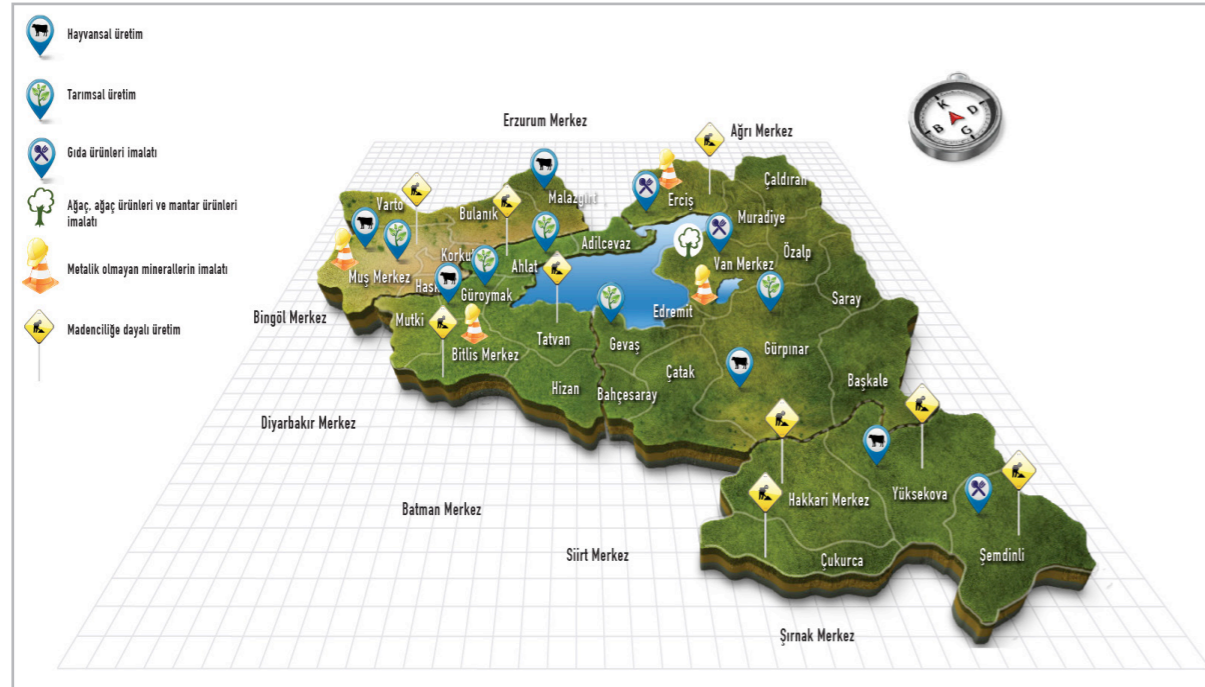 Hayvansal üretim
Tarımsal üretim
Gıda ürünleri imalatı
Ağaç. ağaç ürünleri ve mantar ürünleri
imalatı
Metalik olmayan minerallerin imalatı
Madenciliğe dayalı üretim
K
D
B
G
Erzurum Merkez
Ağrı Merkez
Çaldıran
Malazgirt
Erciş
Varto
Bulanık
Muradiye
Adilcevaz
Korkut
Özalp
Ahlat
Van Merkez
Muş Merkez
Güroymak
Saray
Edremit
Bingöl Merkez
Mutki
Tatvan
Gevaş
Gürpınar
Bitlis Merkez
Çatak
Başkale
Hizan
Bahçesaray
Diyarbakır Merkez
Yüksekova
Hakkari Merkez
Batman Merkez
Siirt Merkez
Çukurca
Şemdinli
Şırnak Merkez